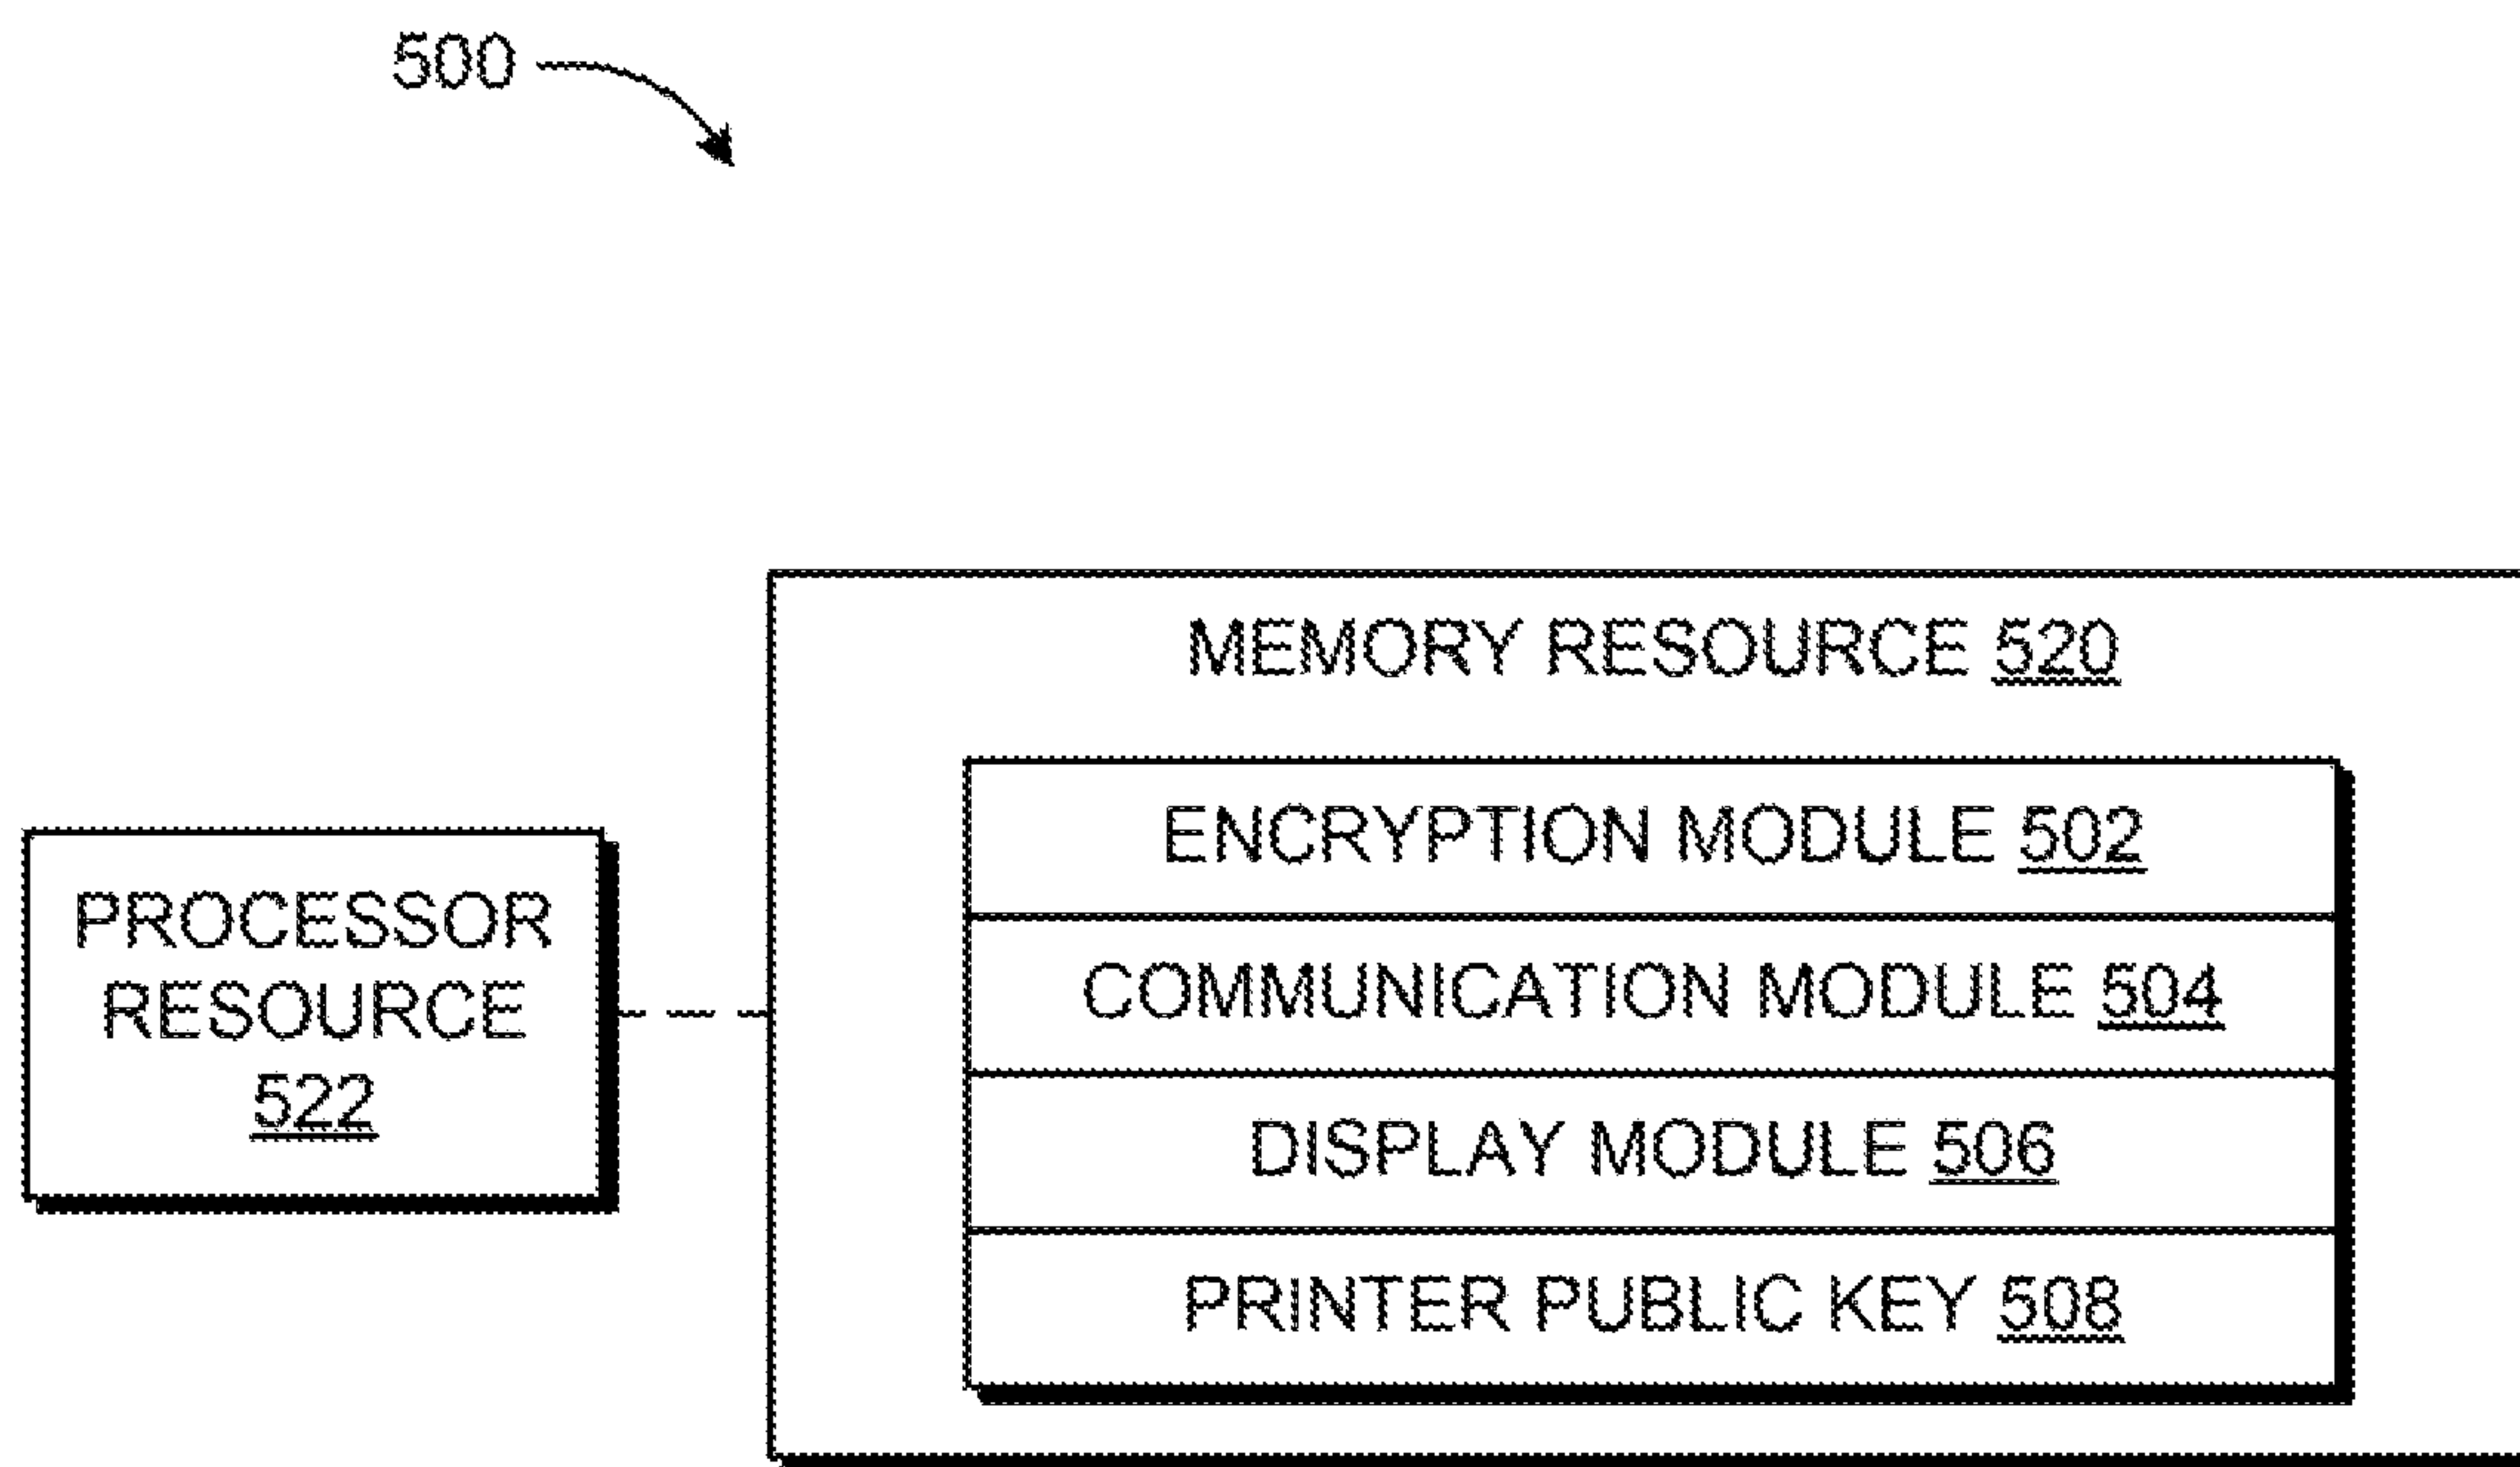 500
MEMORY RESOURCE 520
ENCRYPTION MODULE 502
COMMUNICATION MODULE 504
DISPLAY MODULE 506
PRINTER PUBLIC KEY 508
PROCESSOR
RESOURCE
522